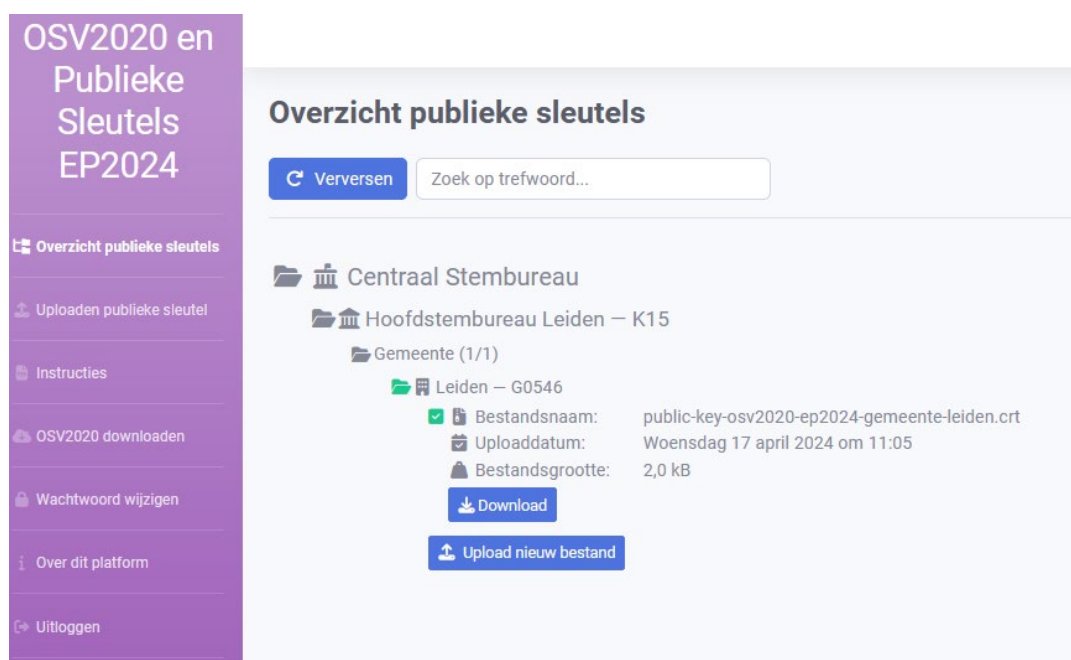 OSV2020 en
Publieke
Sleutels
EP2024
Overzicht publieke sleutels
Uploaden publieke sleutel
Instructies
OSV2020 downloaden
Wachtwoord wijzigen
Over dit platform
Uitloggen
Overzicht publieke sleutels
Verversen Zoek op trefwoord...
Centraal Stembureau
Hoofdstembureau Leiden — K15
Gemeente (1/1)
Leiden — G0546
Bestandsnaam: public-key-osv2020-ep2024-gemeente-leiden.crt
Uploaddatum: Woensdag 17 april 2024 om 11:05
Bestandsgrootte: 2,0 kB
Download
Upload nieuw bestand